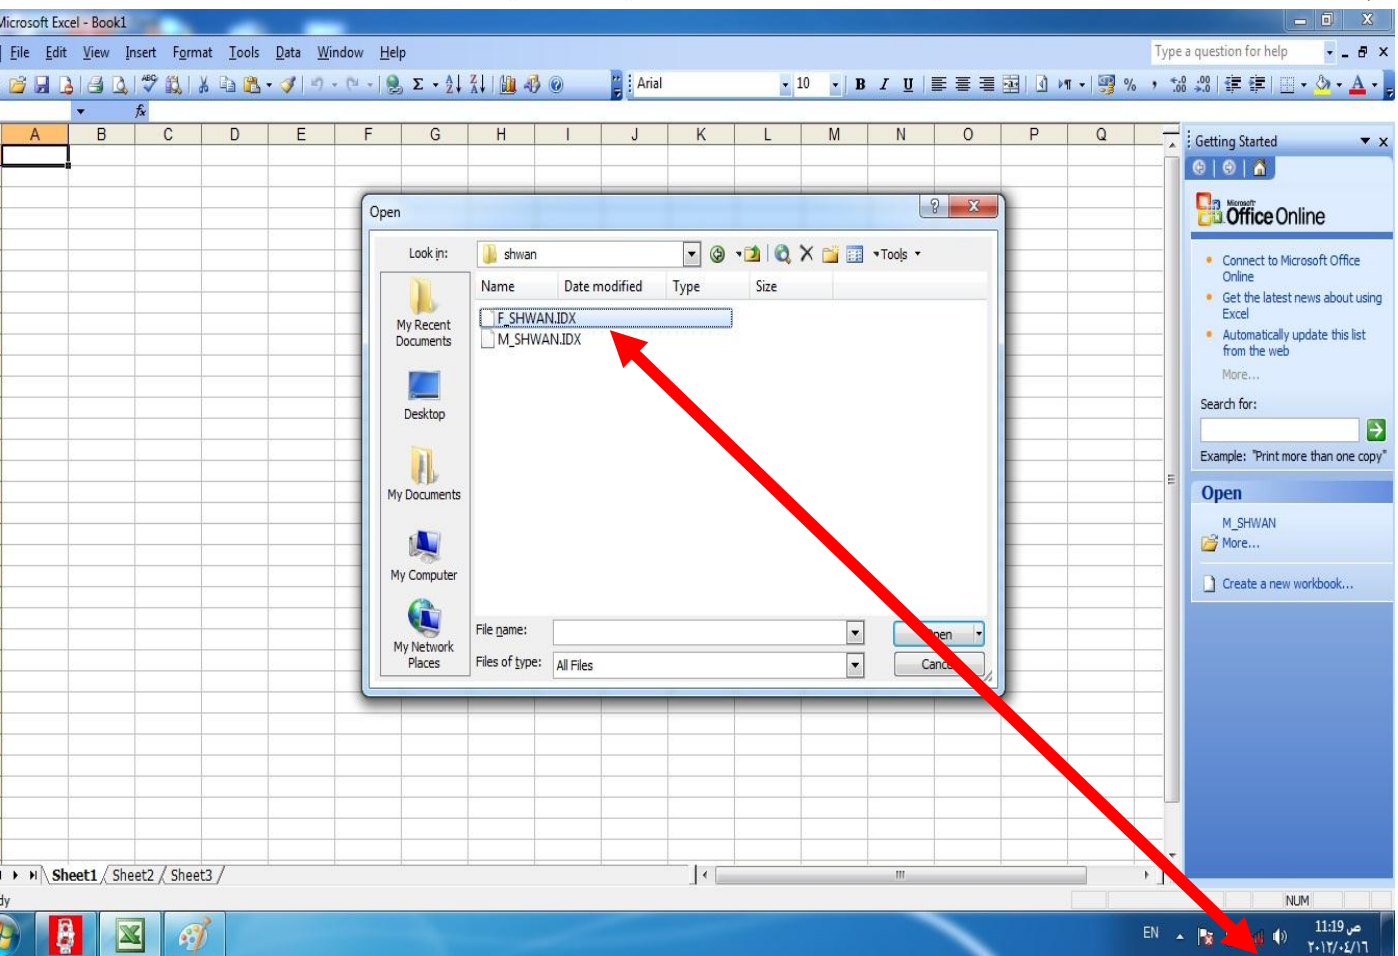 Microsoft Excel - Book1
File Edit View Insert Format Tools Data Window Help
Type a question for help
Arial 10 B I U
A B C D E F G H I J K L M N O P Q
Getting Started
Microsoft
Office Online
Connect to Microsoft Office
Online
Get the latest news about using
Excel
Automatically update this list
from the web
More...
Search for:
Example: "Print more than one copy"
Open
M_SHWAN
More...
Create a new workbook...
Open
Look in: shwan Tools
Name Date modified Type Size
F_SHWAN.IDX
M_SHWAN.IDX
My Recent
Documents
Desktop
My Documents
My Computer
My Network
Places
File name:
Files of type: All Files
Sheet1 Sheet2 Sheet3
NUM
EN
11:19 ص
٢٠١٢/٠٤/١٦